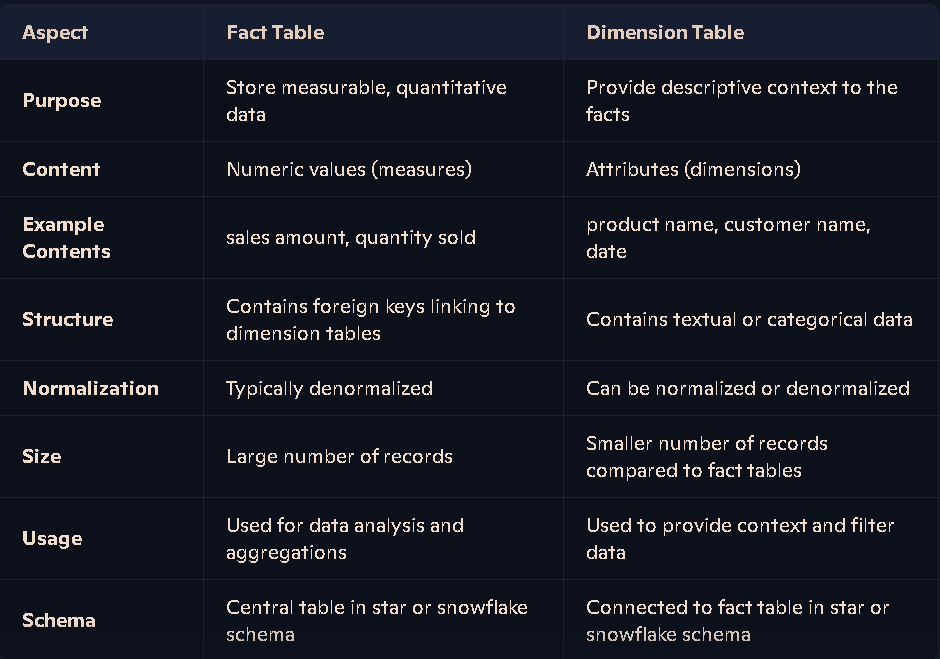 Aspect
Fact Table
Dimension Table
Purpose
Store measurable, quantitative
data
Provide descriptive context to the
facts
Content
Numeric values (measures)
Attributes (dimensions)
Example
Contents
sales amount, quantity sold
product name, customer name,
date
Structure
Contains foreign keys linking to
dimension tables
Contains textual or categorical data
Normalization
Typically denormalized
Can be normalized or denormalized
Size
Large number of records
Smaller number of records
compared to fact tables
Usage
Used for data analysis and
aggregations
Used to provide context and filter
data
Schema
Central table in star or snowflake
schema
Connected to fact table in star or
snowflake schema